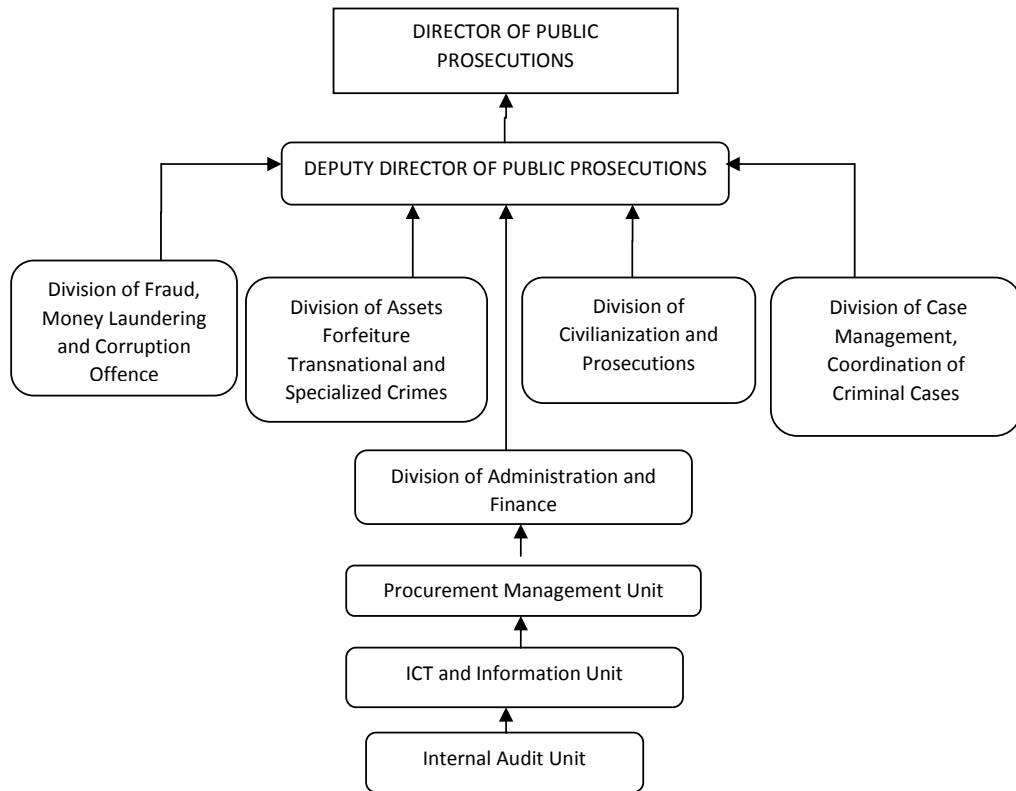 DIRECTOR OF PUBLIC
PROSECUTIONS
DEPUTY DIRECTOR OF PUBLIC PROSECUTIONS
Division of Fraud,
Money Laundering
and Corruption
Offence
Division of Assets
Forfeiture
Transnational and
Specialized Crimes
Division of
Civilianization and
Prosecutions
Division of Case
Management,
Coordination of
Criminal Cases
Division of Administration and
Finance
Procurement Management Unit
ICT and Information Unit
Internal Audit Unit